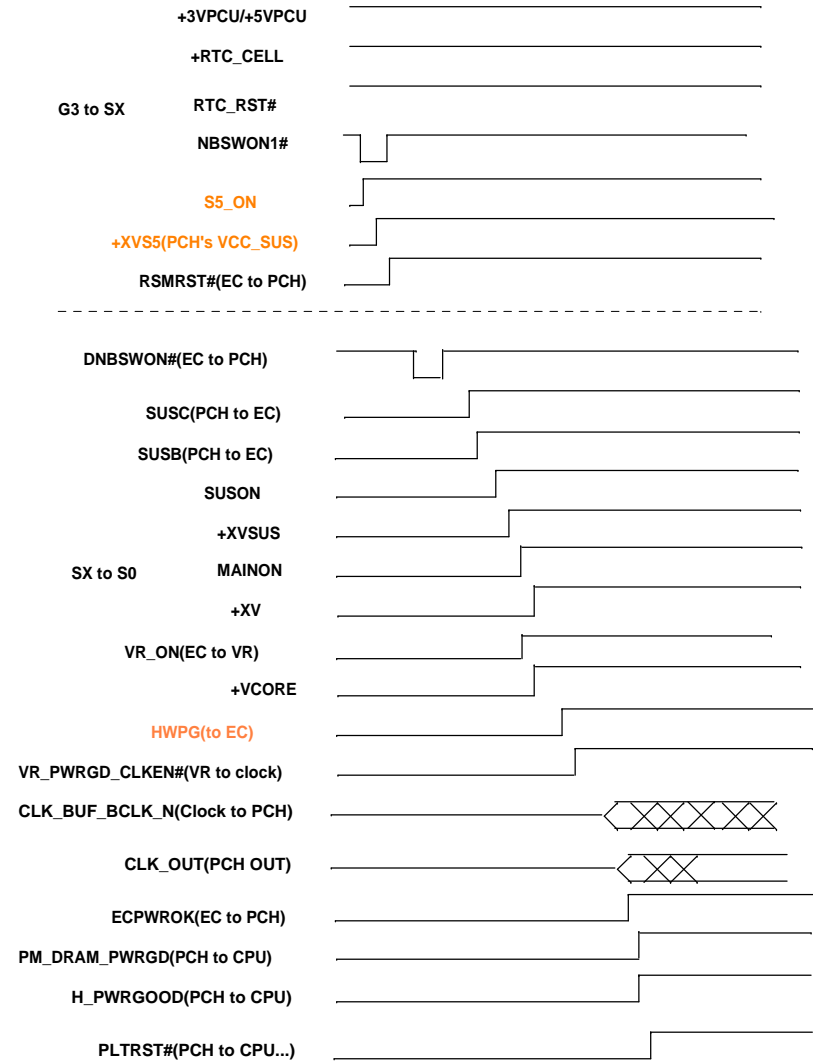 +3VPCU/+5VPCU
+RTC_CELL
G3 to SX
RTC_RST#
NBSWON1#
S5_ON
+XVS5(PCH's VCC_SUS)
RSMRST#(EC to PCH)
DNBSWON#(EC to PCH)
SUSC(PCH to EC)
SUSB(PCH to EC)
SUSON
+XVSUS
SX to S0
MAINON
+XV
VR_ON(EC to VR)
+VCORE
HWPG(to EC)
VR_PWRGD_CLKEN#(VR to clock)
CLK_BUF_BCLK_N(Clock to PCH)
CLK_OUT(PCH OUT)
ECPWROK(EC to PCH)
PM_DRAM_PWRGD(PCH to CPU)
H_PWRGOOD(PCH to CPU)
PLTRST#(PCH to CPU...)